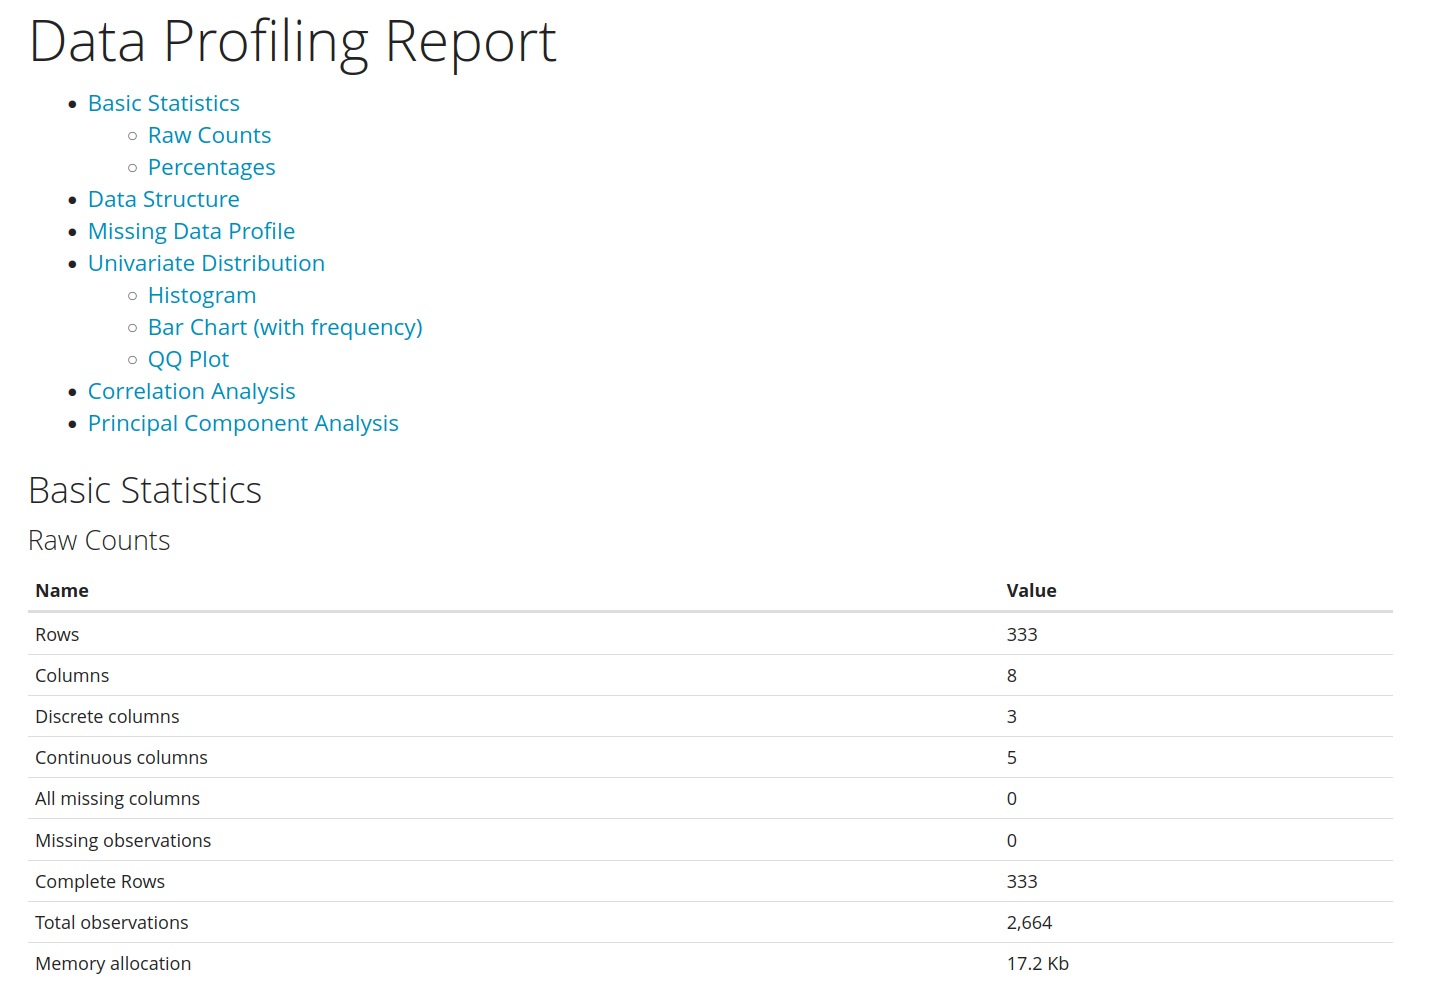 Data Profiling Report
Basic Statistics
Raw Counts
Percentages
Data Structure
Missing Data Profile
Univariate Distribution
Histogram
Bar Chart (with frequency)
QQ Plot
Correlation Analysis
Principal Component Analysis
Basic Statistics
Raw Counts
Name Value
Rows 333
Columns 8
Discrete columns 3
Continuous columns 5
All missing columns 0
Missing observations 0
Complete Rows 333
Total observations 2,664
Memory allocation 17.2 Kb